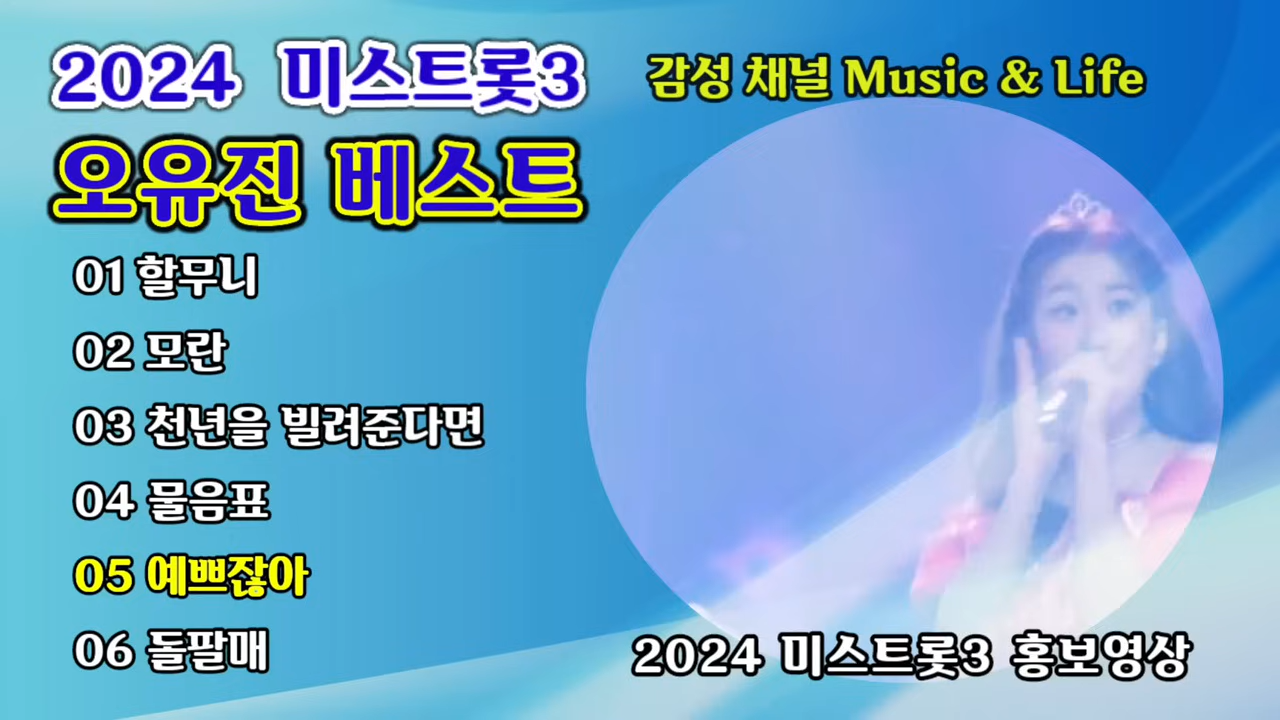 2024 미스트롯3
감성 채널 Music & Life
오유진 베스트
01 할무니
02 모란
03 천년을 빌려준다면
04 물음표
05 예쁘잖아
06 돌팔매
2024 미스트롯3 홍보영상